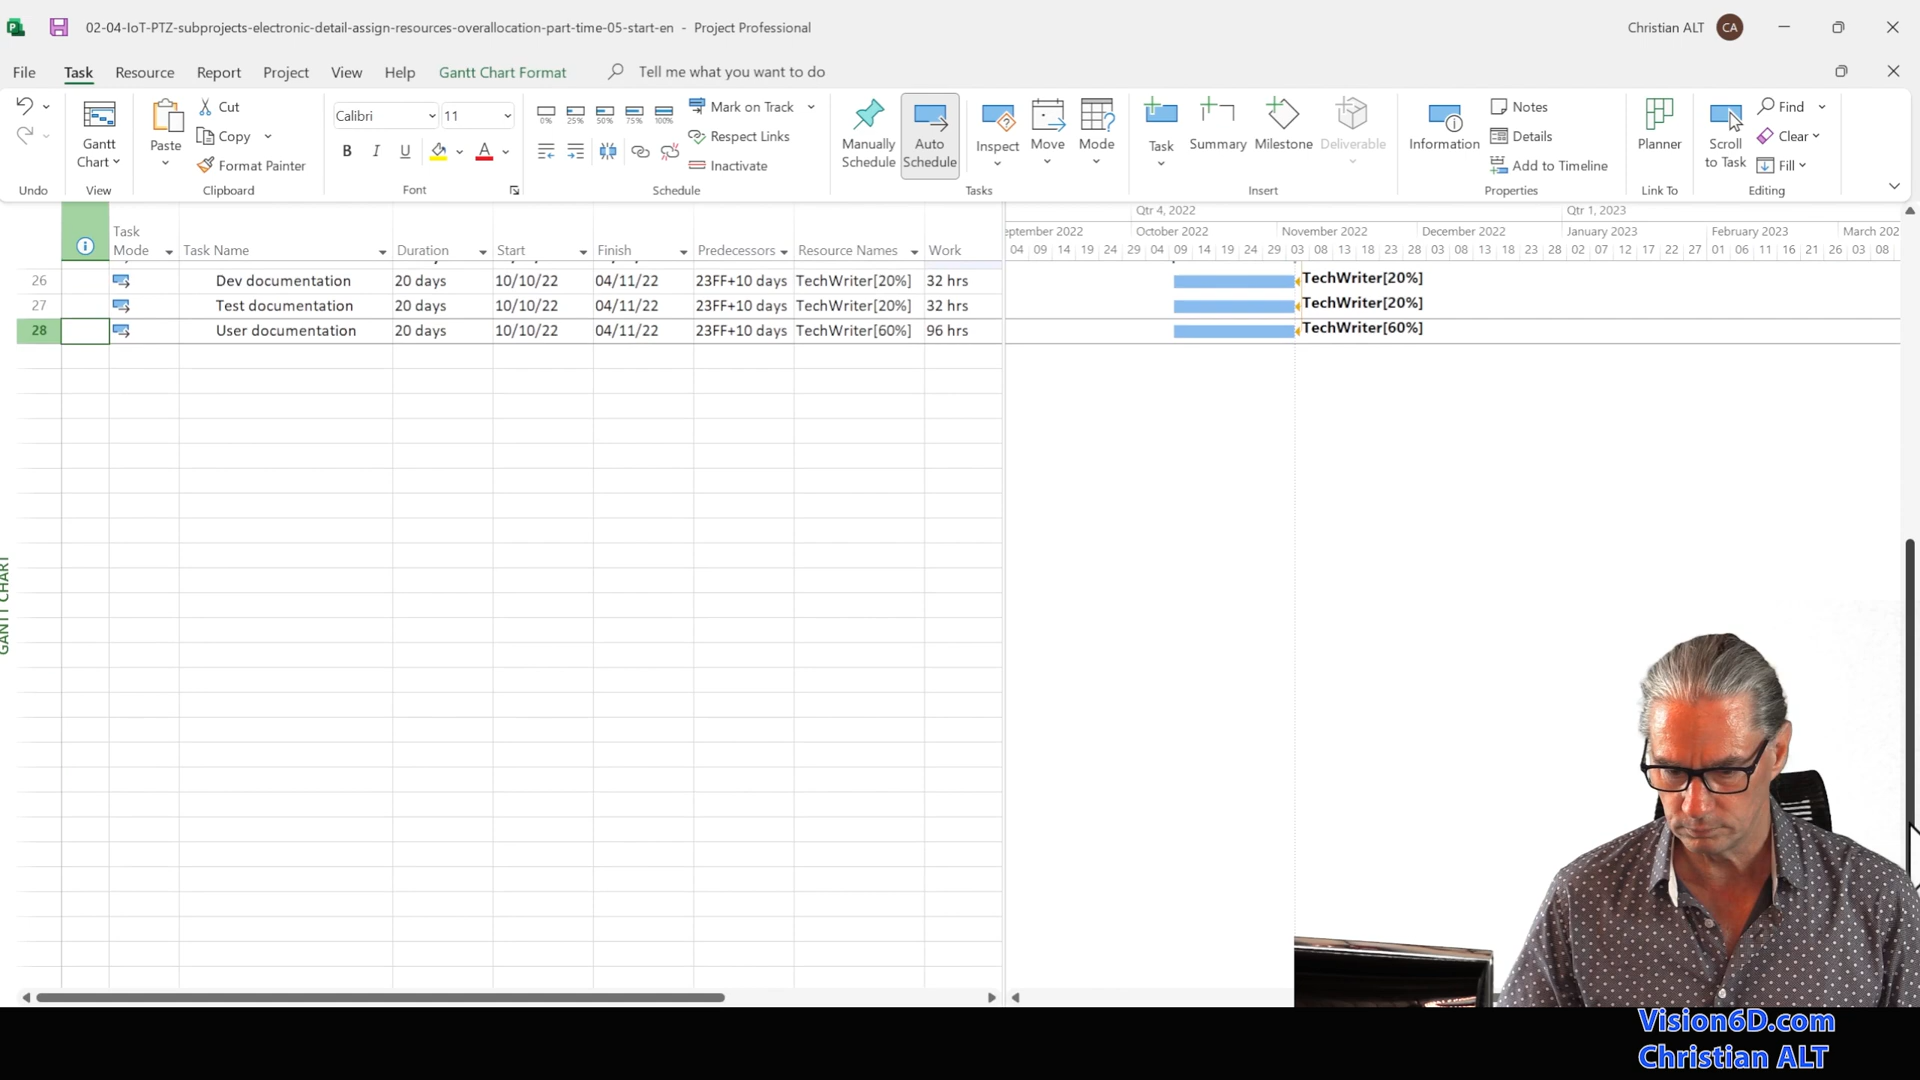 02-04-IoT-PTZ-subprojects-electronic-detail-assign-resources-overallocation-part-time-05-start-en - Project Professional
Christian ALT
CA
File Task Resource Report Project View Help Gantt Chart Format Tell me what you want to do
Undo
Gantt Chart
View
Paste
Cut
Copy
Format Painter
Clipboard
Calibri 11
B I U A
Font
0% 25% 50% 75% 100%
Mark on Track
Respect Links
Inactivate
Schedule
Manually Schedule
Auto Schedule
Inspect
Move
Mode
Tasks
Task
Summary
Milestone
Deliverable
Insert
Information
Notes
Details
Add to Timeline
Properties
Planner
Link To
Scroll to Task
Find
Clear
Fill
Editing
Task Mode Task Name Duration Start Finish Predecessors Resource Names Work
26 Dev documentation 20 days 10/10/22 04/11/22 23FF+10 days TechWriter[20%] 32 hrs
27 Test documentation 20 days 10/10/22 04/11/22 23FF+10 days TechWriter[20%] 32 hrs
28 User documentation 20 days 10/10/22 04/11/22 23FF+10 days TechWriter[60%] 96 hrs
Qtr 4, 2022 Qtr 1, 2023
eptember 2022 October 2022 November 2022 December 2022 January 2023 February 2023 March 202
04 09 14 19 24 29 04 09 14 19 24 29 03 08 13 18 23 28 03 08 13 18 23 28 02 07 12 17 22 27 01 06 11 16 21 26 03 08
TechWriter[20%]
TechWriter[20%]
TechWriter[60%]
GANTT CHART
Vision6D.com
Christian ALT